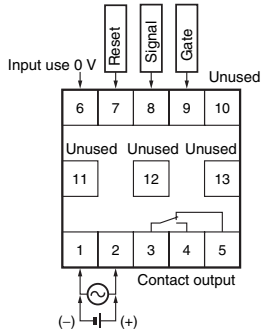 Reset
Signal
Gate
Input use 0 V
Unused
6 7 8 9 10
Unused Unused Unused
11 12 13
1 2 3 4 5
Contact output
(−) (+)